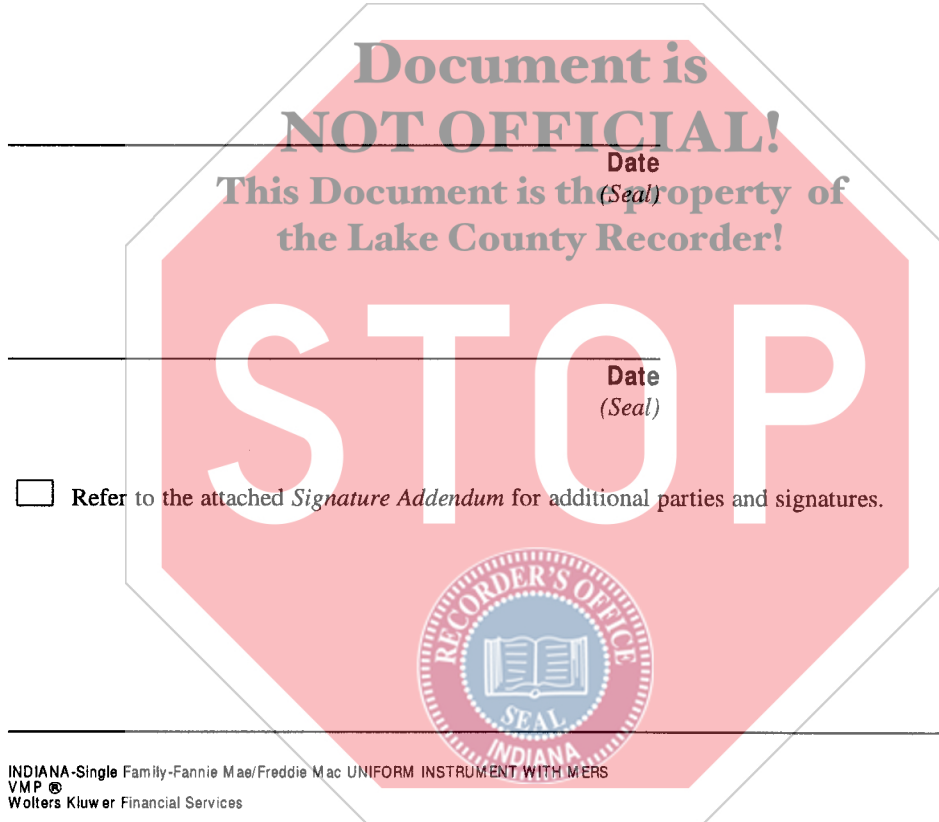 Document is
NOT OFFICIAL!
Date
This Document is the property of
(Seal)
the Lake County Recorder!
STOP
Date
(Seal)
Refer to the attached Signature Addendum for additional parties and signatures.
RECORDER'S OFFICE
SEAL
INDIANA
INDIANA-Single Family-Fannie Mae/Freddie Mac UNIFORM INSTRUMENT WITH MERS
VMP ®
Wolters Kluwer Financial Services